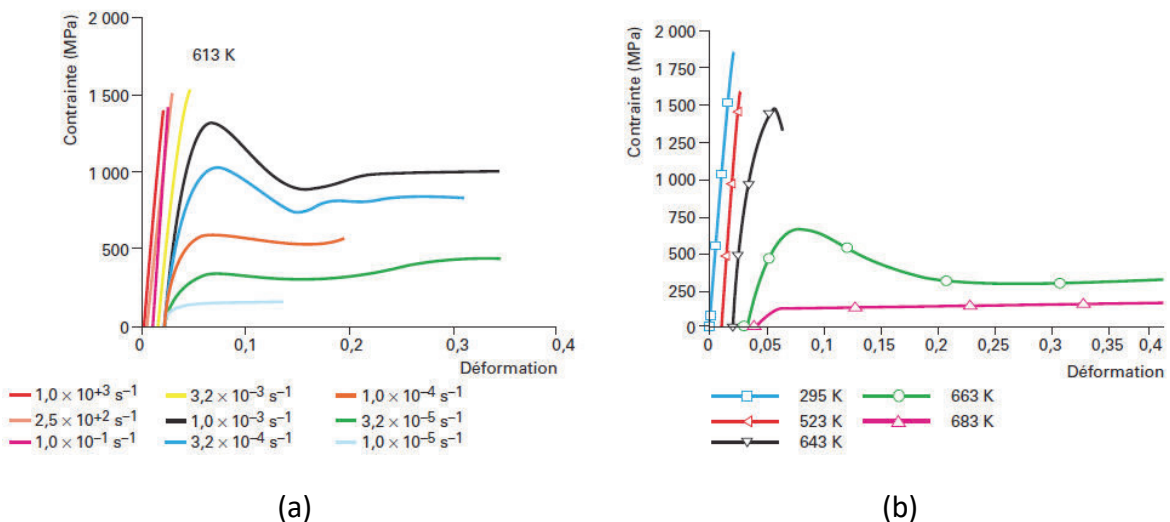 Contrainte (MPa)
2 000
1 500
1 000
500
0
613 K
0 0,1 0,2 0,3 0,4
Déformation
1,0 × 10⁺³ s⁻¹ 3,2 × 10⁻³ s⁻¹ 1,0 × 10⁻⁴ s⁻¹
2,5 × 10⁺² s⁻¹ 1,0 × 10⁻³ s⁻¹ 3,2 × 10⁻⁵ s⁻¹
1,0 × 10⁻¹ s⁻¹ 3,2 × 10⁻⁴ s⁻¹ 1,0 × 10⁻⁵ s⁻¹
(a)
Contrainte (MPa)
2 000
1 750
1 500
1 250
1 000
750
500
250
0
0 0,05 0,1 0,15 0,2 0,25 0,3 0,35 0,4
Déformation
295 K 663 K
523 K 683 K
643 K
(b)